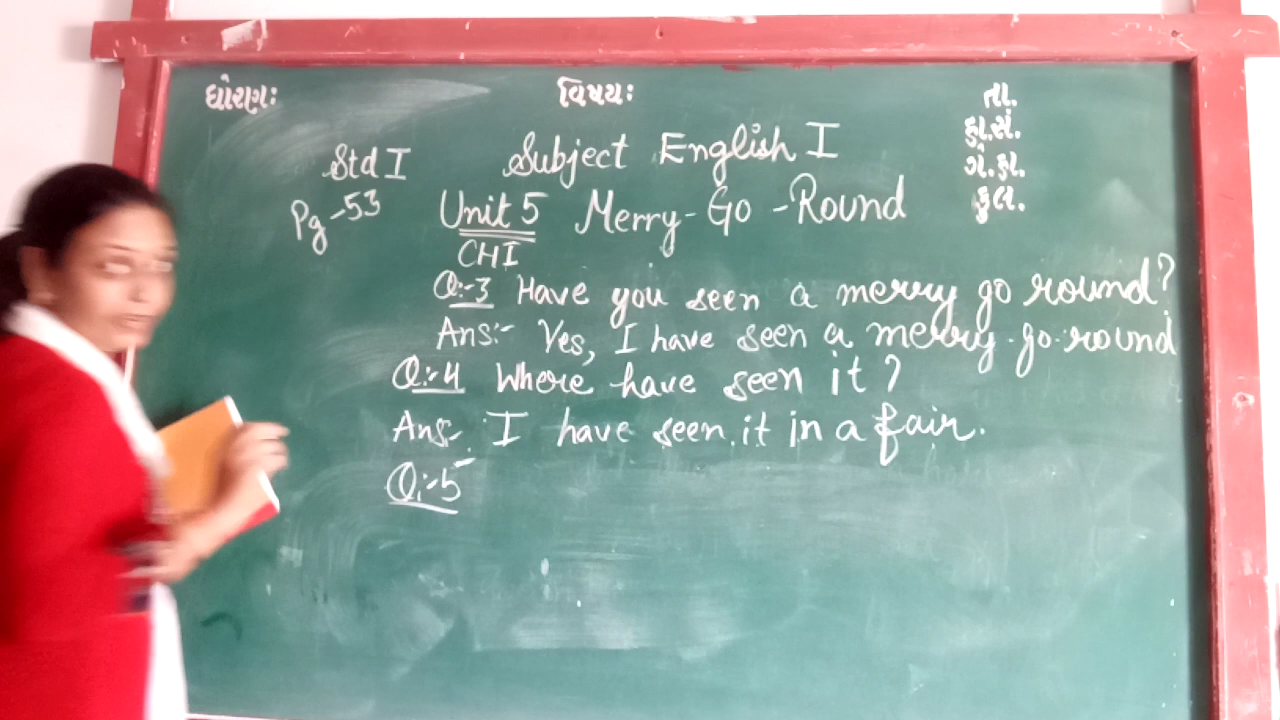 ધોરણઃ વિષયઃ તા.
હા.સં.
ગે.હા.
કુલ.
Std I Subject English I
Pg-53 Unit 5 Merry-Go-Round
CHI
Q:-3 Have you seen a merry go round?
Ans:- Yes, I have seen a merry-go-round
Q:-4 Where have seen it?
Ans:- I have seen it in a fair.
Q:-5